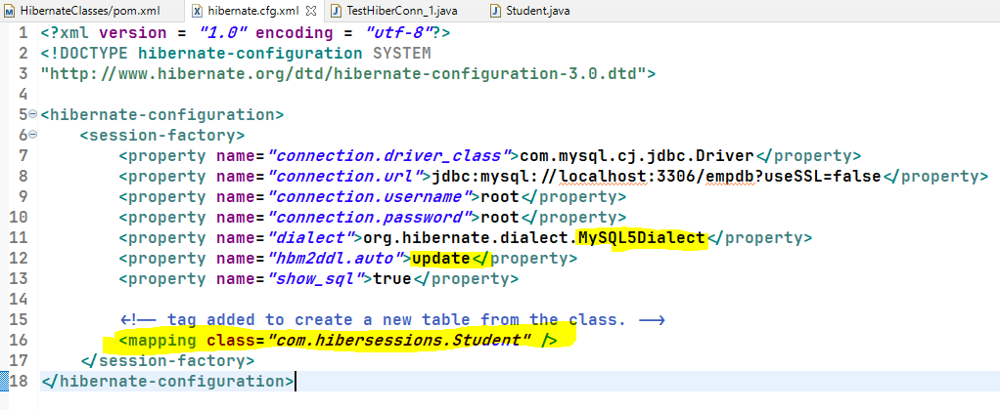 HibernateClasses/pom.xml hibernate.cfg.xml TestHiberConn_1.java Student.java
1 <?xml version = "1.0" encoding = "utf-8"?>
2 <!DOCTYPE hibernate-configuration SYSTEM
3 "http://www.hibernate.org/dtd/hibernate-configuration-3.0.dtd">
4
5 <hibernate-configuration>
6 <session-factory>
7 <property name="connection.driver_class">com.mysql.cj.jdbc.Driver</property>
8 <property name="connection.url">jdbc:mysql://localhost:3306/empdb?useSSL=false</property>
9 <property name="connection.username">root</property>
10 <property name="connection.password">root</property>
11 <property name="dialect">org.hibernate.dialect.MySQL5Dialect</property>
12 <property name="hbm2ddl.auto">update</property>
13 <property name="show_sql">true</property>
14
15 <!-- tag added to create a new table from the class. -->
16 <mapping class="com.hibersessions.Student" />
17 </session-factory>
18 </hibernate-configuration>